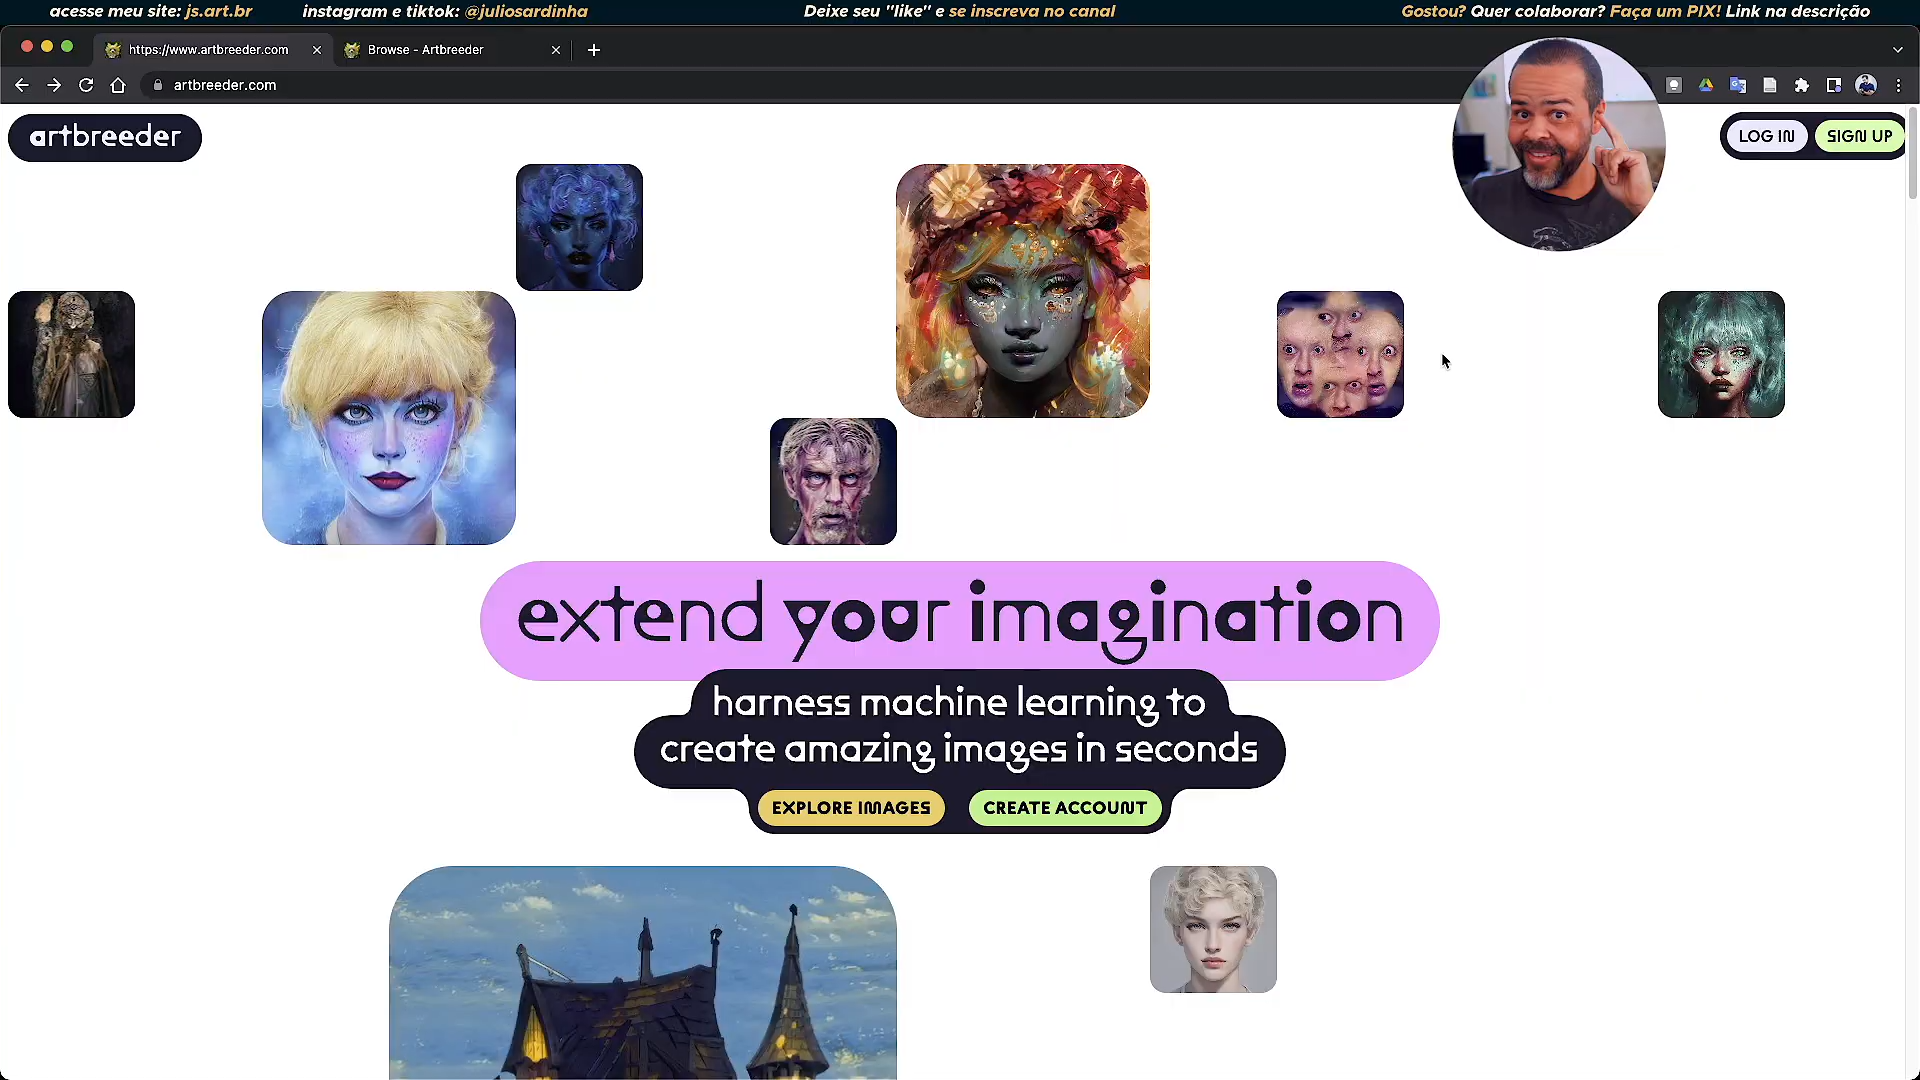 acesse meu site: js.art.br
instagram e tiktok: @juliosardinha
Deixe seu "like" e se inscreva no canal
Gostou? Quer colaborar? Faça um PIX! Link na descrição
https://www.artbreeder.com
Browse - Artbreeder
artbreeder.com
artbreeder
LOG IN
SIGN UP
extend your imagination
harness machine learning to
create amazing images in seconds
EXPLORE IMAGES
CREATE ACCOUNT